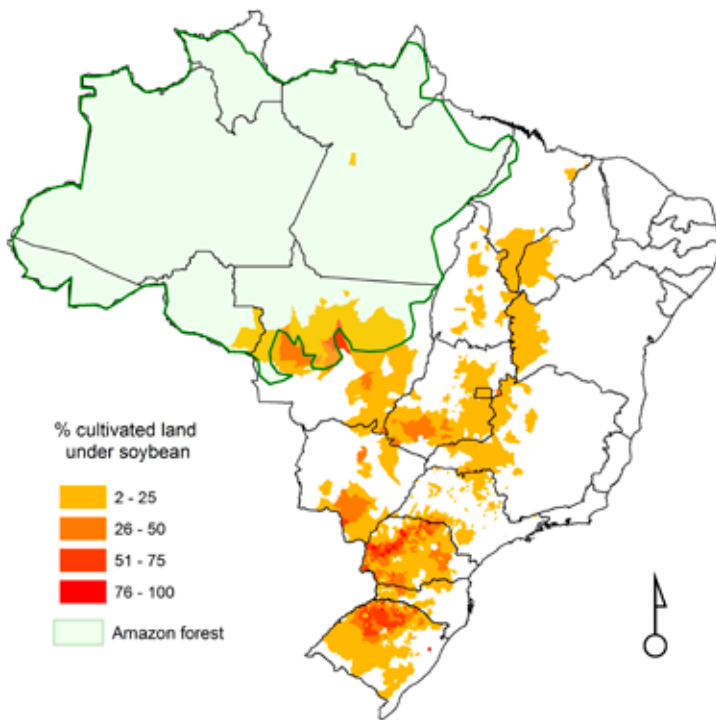 % cultivated land
under soybean
2 - 25
26 - 50
51 - 75
76 - 100
Amazon forest